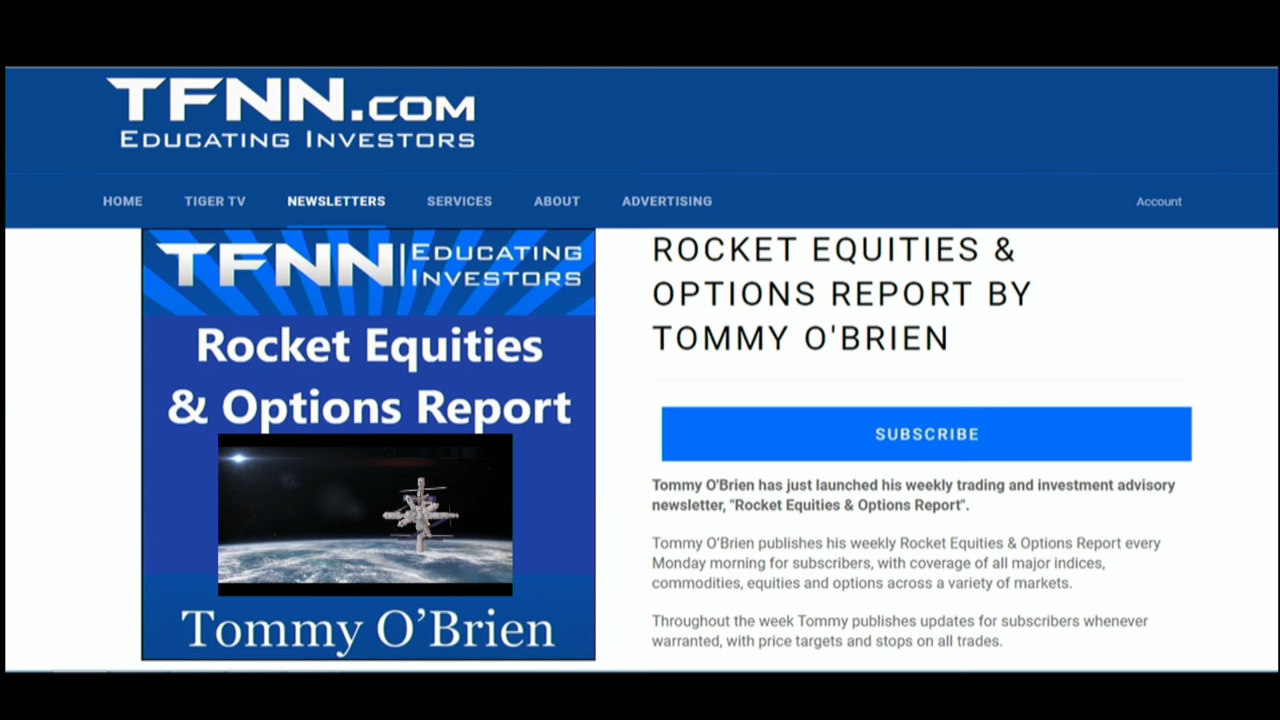 TFNN.COM
EDUCATING INVESTORS
HOME TIGER TV NEWSLETTERS SERVICES ABOUT ADVERTISING Account
TFNN EDUCATING
INVESTORS
Rocket Equities
& Options Report
Tommy O’Brien
ROCKET EQUITIES &
OPTIONS REPORT BY
TOMMY O'BRIEN
SUBSCRIBE
Tommy O'Brien has just launched his weekly trading and investment advisory
newsletter, "Rocket Equities & Options Report".
Tommy O'Brien publishes his weekly Rocket Equities & Options Report every
Monday morning for subscribers, with coverage of all major indices,
commodities, equities and options across a variety of markets.
Throughout the week Tommy publishes updates for subscribers whenever
warranted, with price targets and stops on all trades.